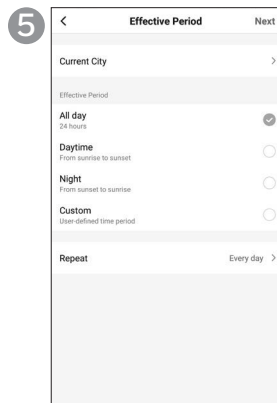 5
Effective Period Next
Current City
Effective Period
All day
24 hours
Daytime
From sunrise to sunset
Night
From sunset to sunrise
Custom
User-defined time period
Repeat Every day